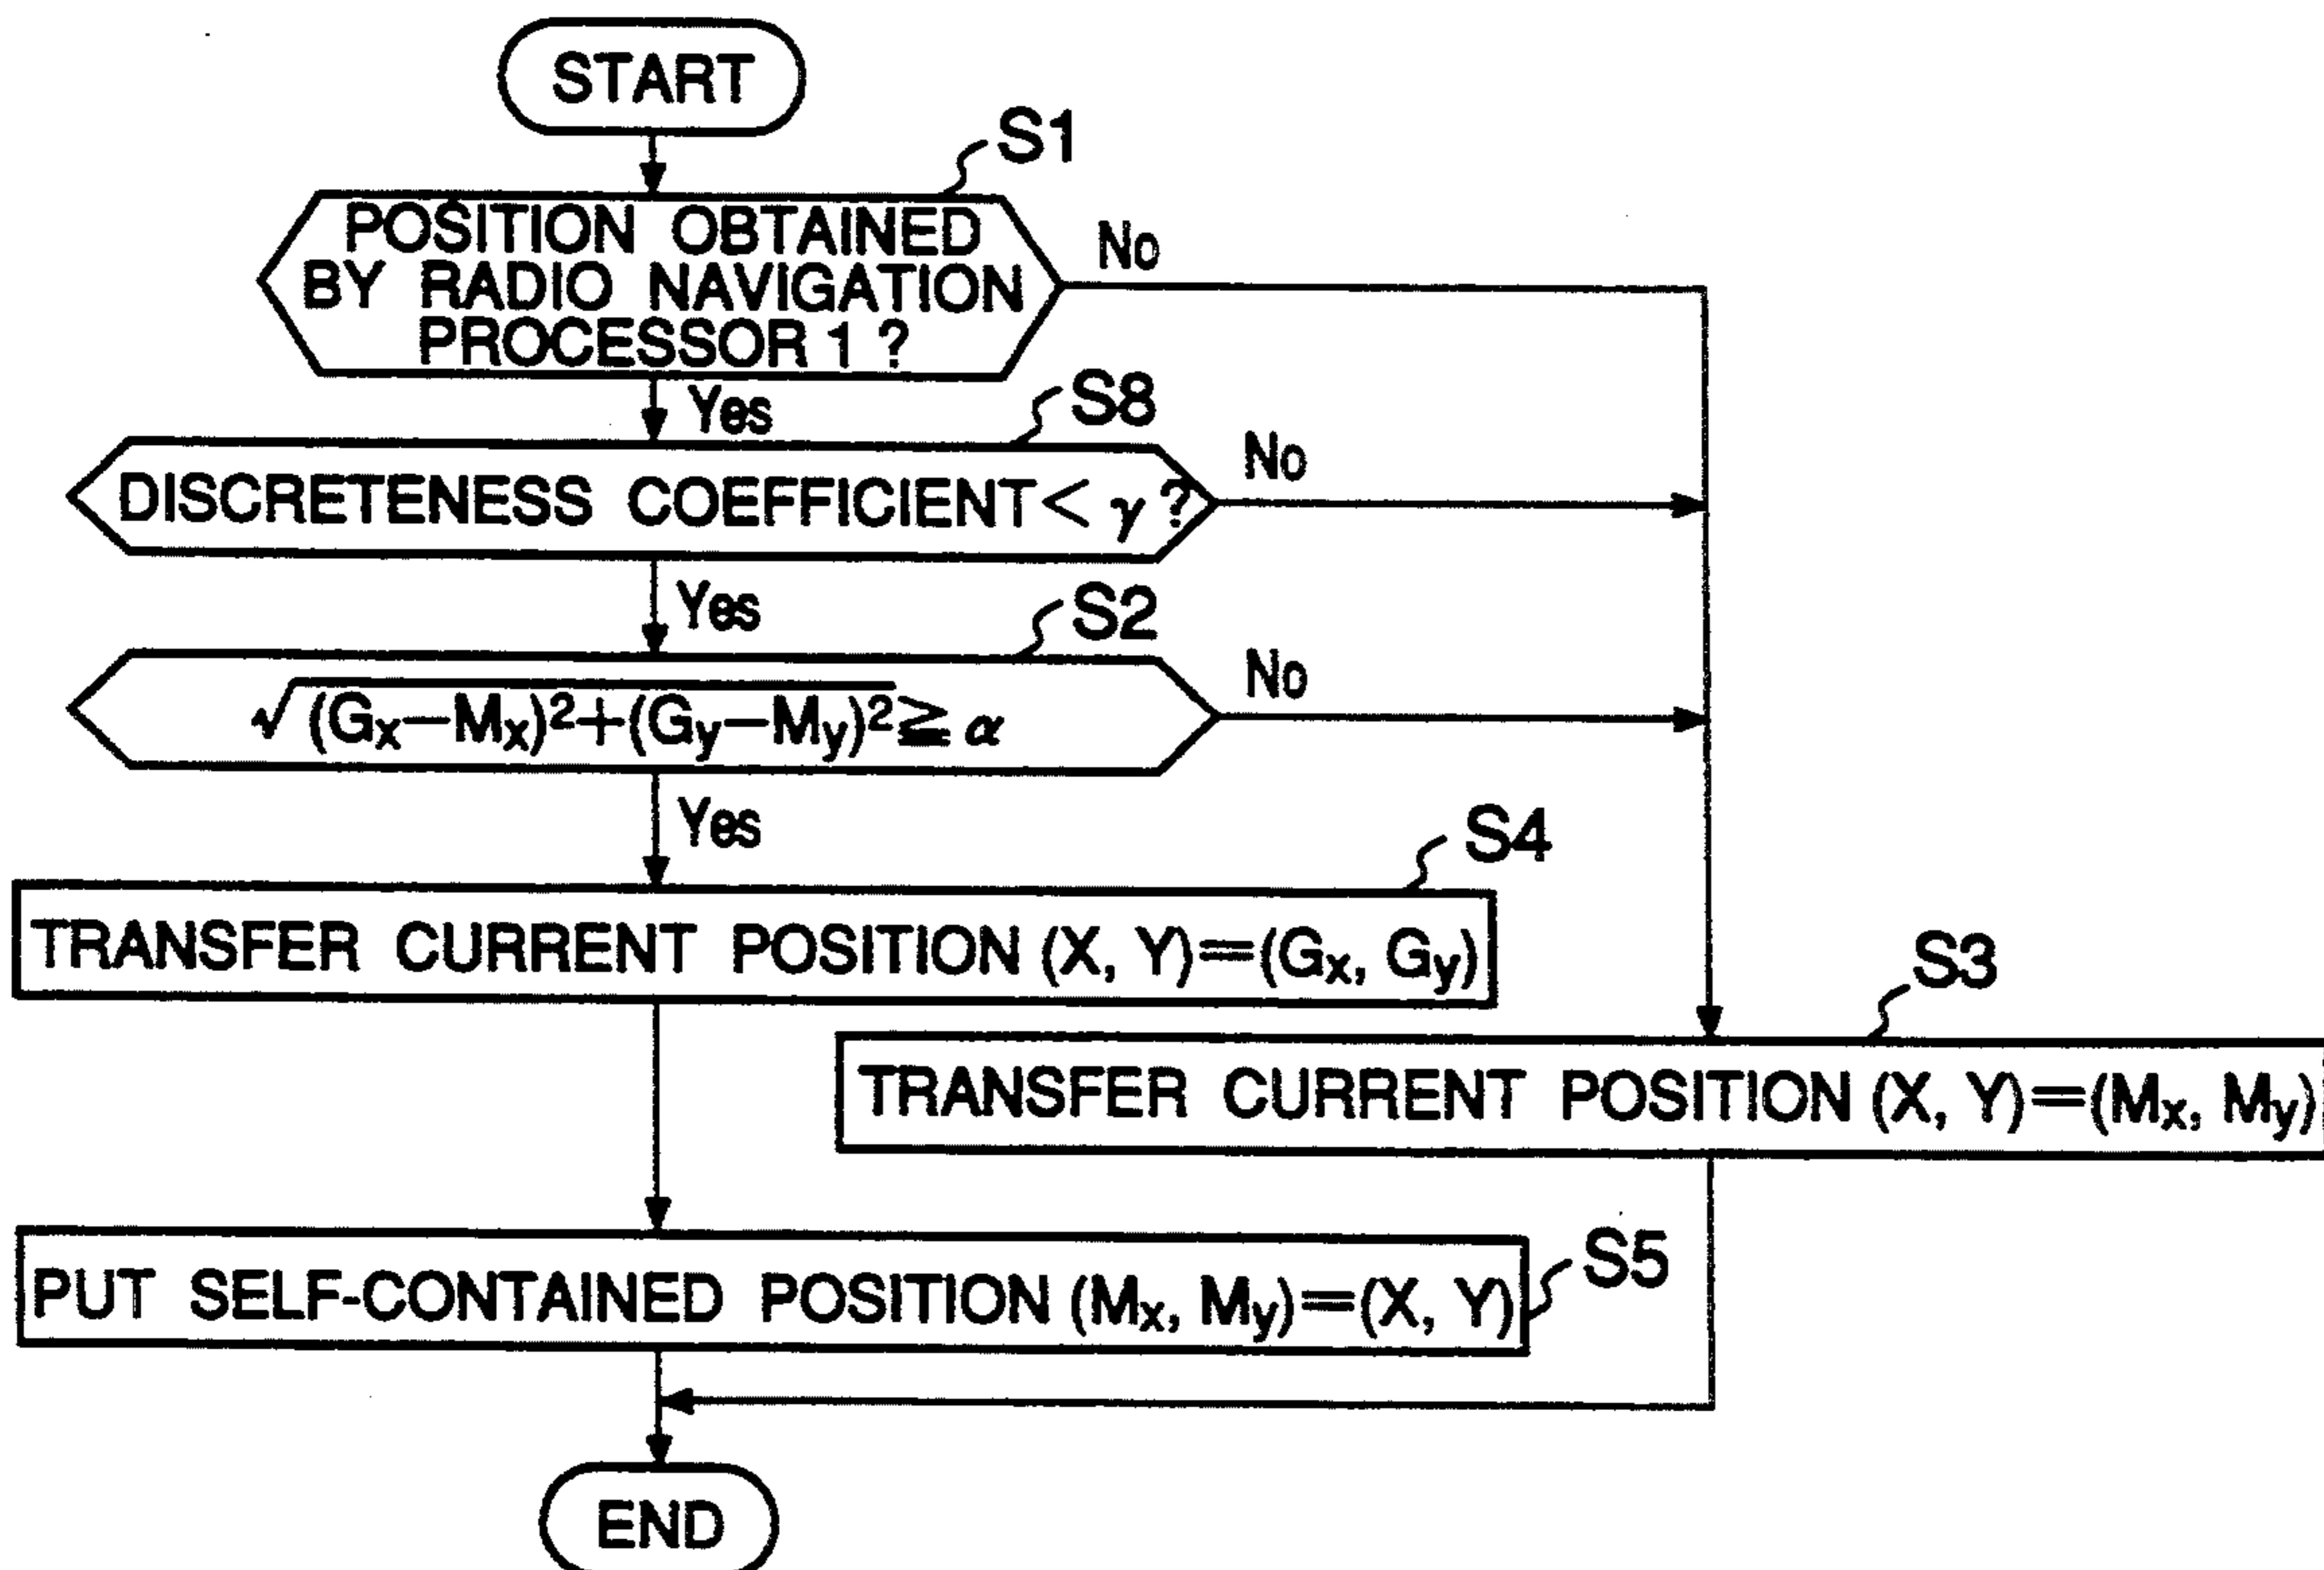 START
S1
POSITION OBTAINED
BY RADIO NAVIGATION
PROCESSOR 1 ?
No
Yes
S8
DISCRETENESS COEFFICIENT < γ ?
No
Yes
S2
√(Gx−Mx)²+(Gy−My)² ≧ α
No
Yes
S4
TRANSFER CURRENT POSITION (X, Y)=(Gx, Gy)
S3
TRANSFER CURRENT POSITION (X, Y)=(Mx, My)
S5
PUT SELF-CONTAINED POSITION (Mx, My)=(X, Y)
END